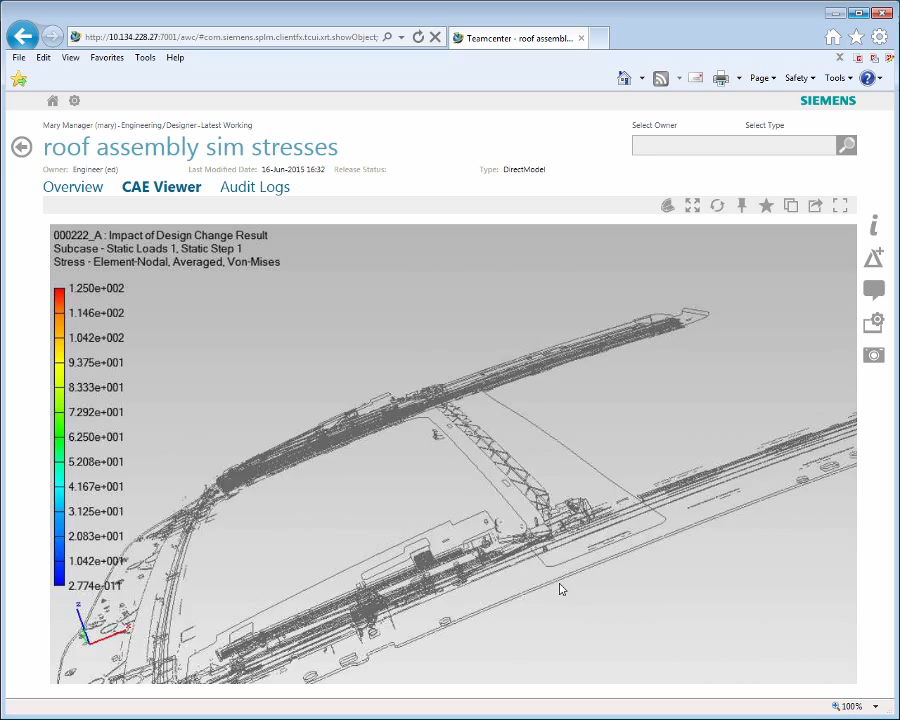 http://10.134.228.27:7001/awc/#com.siemens.splm.clientfx.tcui.xrt.showObject;
Teamcenter - roof assembl...
File Edit View Favorites Tools Help
Page Safety Tools
SIEMENS
Mary Manager (mary) - Engineering/Designer - Latest Working
Select Owner Select Type
roof assembly sim stresses
Owner: Engineer (ed) Last Modified Date: 16-Jun-2015 16:32 Release Status: Type: DirectModel
Overview CAE Viewer Audit Logs
000222_A : Impact of Design Change Result
Subcase - Static Loads 1, Static Step 1
Stress - Element-Nodal, Averaged, Von-Mises
1.250e+002
1.146e+002
1.042e+002
9.375e+001
8.333e+001
7.292e+001
6.250e+001
5.208e+001
4.167e+001
3.125e+001
2.083e+001
1.042e+001
2.774e-011
Z
100%